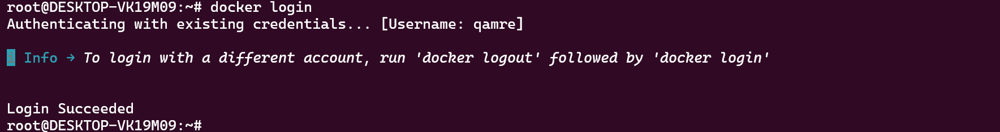 root@DESKTOP-VK19M09:~# docker login
Authenticating with existing credentials... [Username: qamre]
i Info → To login with a different account, run 'docker logout' followed by 'docker login'
Login Succeeded
root@DESKTOP-VK19M09:~#